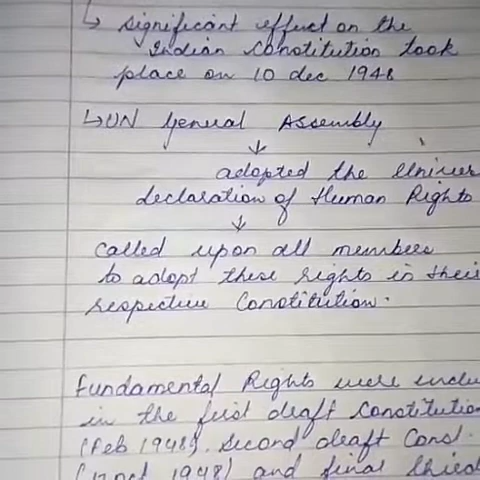 ↳ significant effect on the
Indian Constitution took
place on 10 dec 1948
↳ UN General Assembly
↓
adopted the Univer
declaration of Human Rights
↓
called upon all members
to adopt these rights in their
respective Constitution.
Fundamental Rights were inclu
in the first draft Constitution
(Feb 1948), second draft Const.
1948) and final third